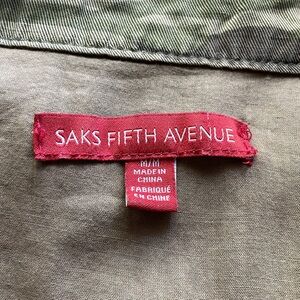 SAKS FIFTH AVENUE
M/M
MADE IN
CHINA
FABRIQUÉ
EN CHINE